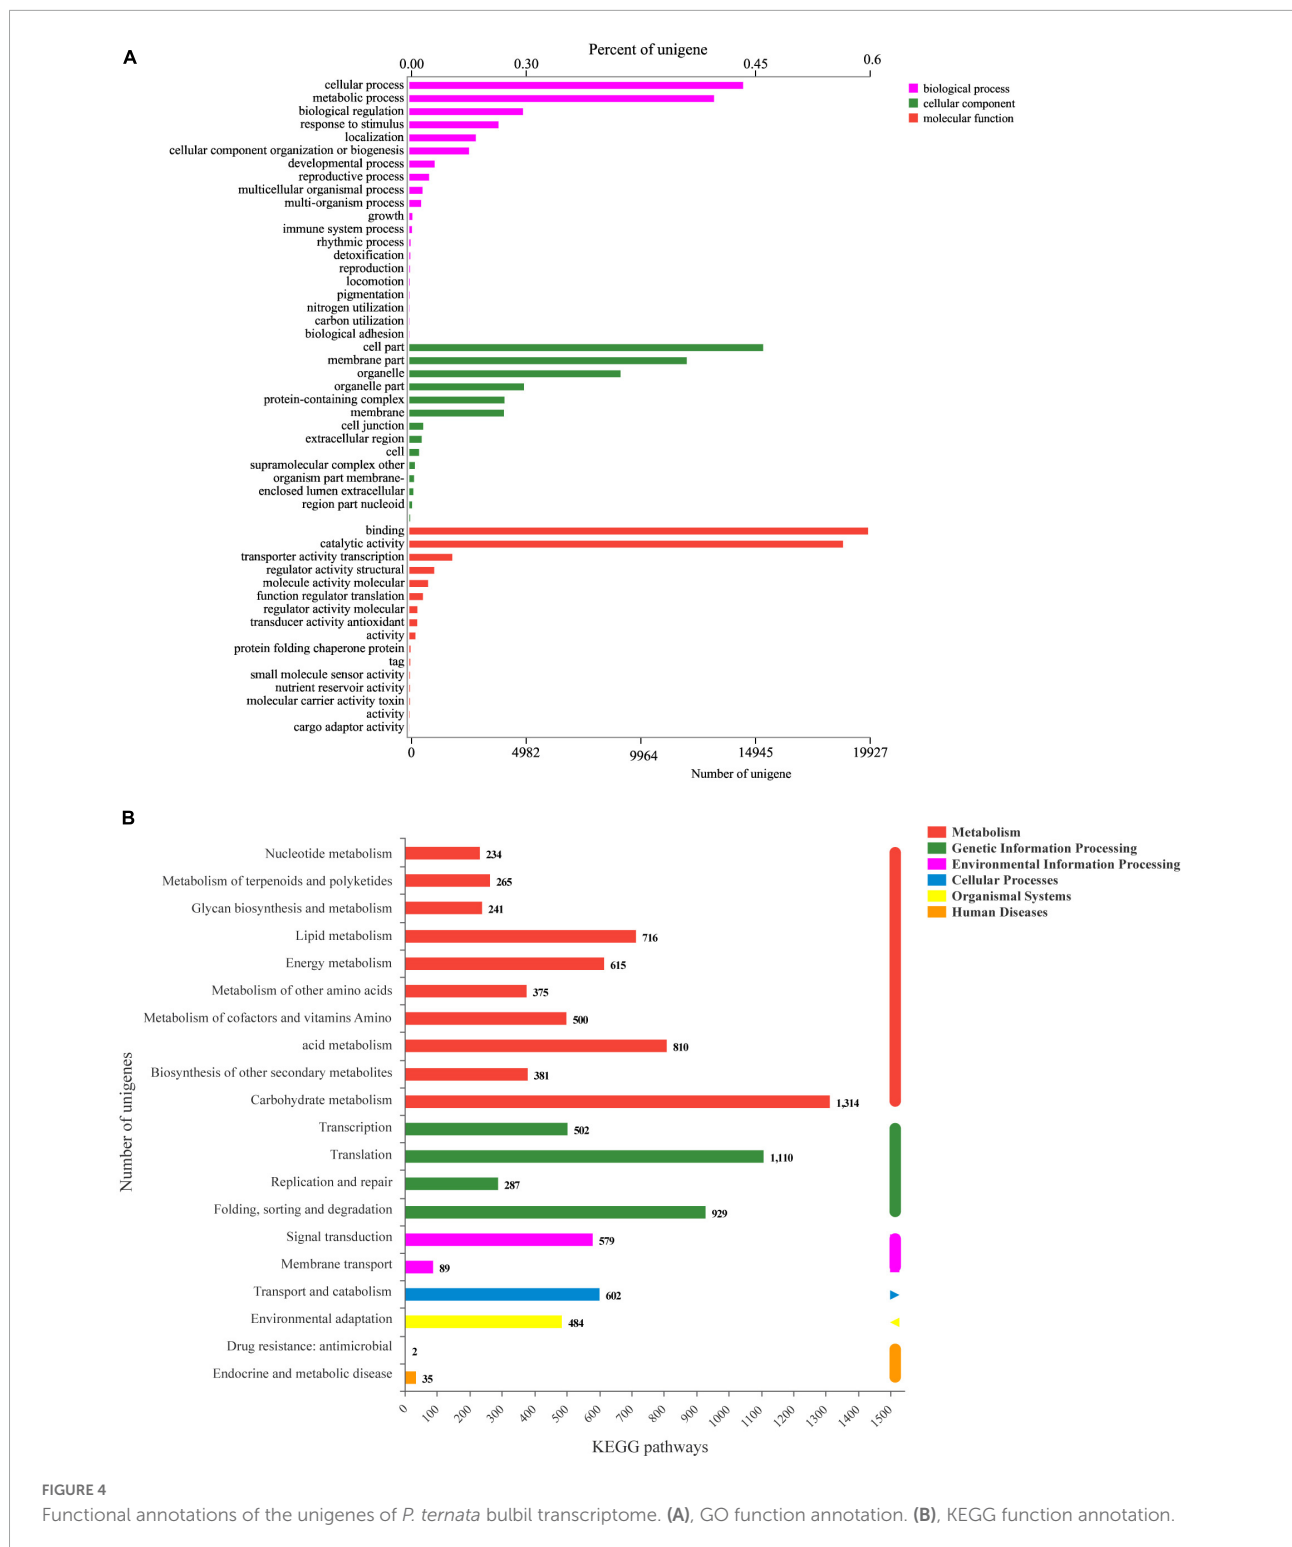 A
Percent of unigene
0.00 0.30 0.45 0.6
cellular process
metabolic process
biological regulation
response to stimulus
localization
cellular component organization or biogenesis
developmental process
reproductive process
multicellular organismal process
multi-organism process
growth
immune system process
rhythmic process
detoxification
reproduction
locomotion
pigmentation
nitrogen utilization
carbon utilization
biological adhesion
cell part
membrane part
organelle
organelle part
protein-containing complex
membrane
cell junction
extracellular region
cell
supramolecular complex other
organism part membrane-
enclosed lumen extracellular
region part nucleoid
binding
catalytic activity
transporter activity transcription
regulator activity structural
molecule activity molecular
function regulator translation
regulator activity molecular
transducer activity antioxidant
activity
protein folding chaperone protein
tag
small molecule sensor activity
nutrient reservoir activity
molecular carrier activity toxin
activity
cargo adaptor activity
0 4982 9964 14945 19927
Number of unigene
biological process
cellular component
molecular function
B
Number of unigenes
Nucleotide metabolism 234
Metabolism of terpenoids and polyketides 265
Glycan biosynthesis and metabolism 241
Lipid metabolism 716
Energy metabolism 615
Metabolism of other amino acids 375
Metabolism of cofactors and vitamins Amino 500
acid metabolism 810
Biosynthesis of other secondary metabolites 381
Carbohydrate metabolism 1,314
Transcription 502
Translation 1,110
Replication and repair 287
Folding, sorting and degradation 929
Signal transduction 579
Membrane transport 89
Transport and catabolism 602
Environmental adaptation 484
Drug resistance: antimicrobial 2
Endocrine and metabolic disease 35
0 100 200 300 400 500 600 700 800 900 1000 1100 1200 1300 1400 1500
KEGG pathways
Metabolism
Genetic Information Processing
Environmental Information Processing
Cellular Processes
Organismal Systems
Human Diseases
FIGURE 4
Functional annotations of the unigenes of P. ternata bulbil transcriptome. (A), GO function annotation. (B), KEGG function annotation.